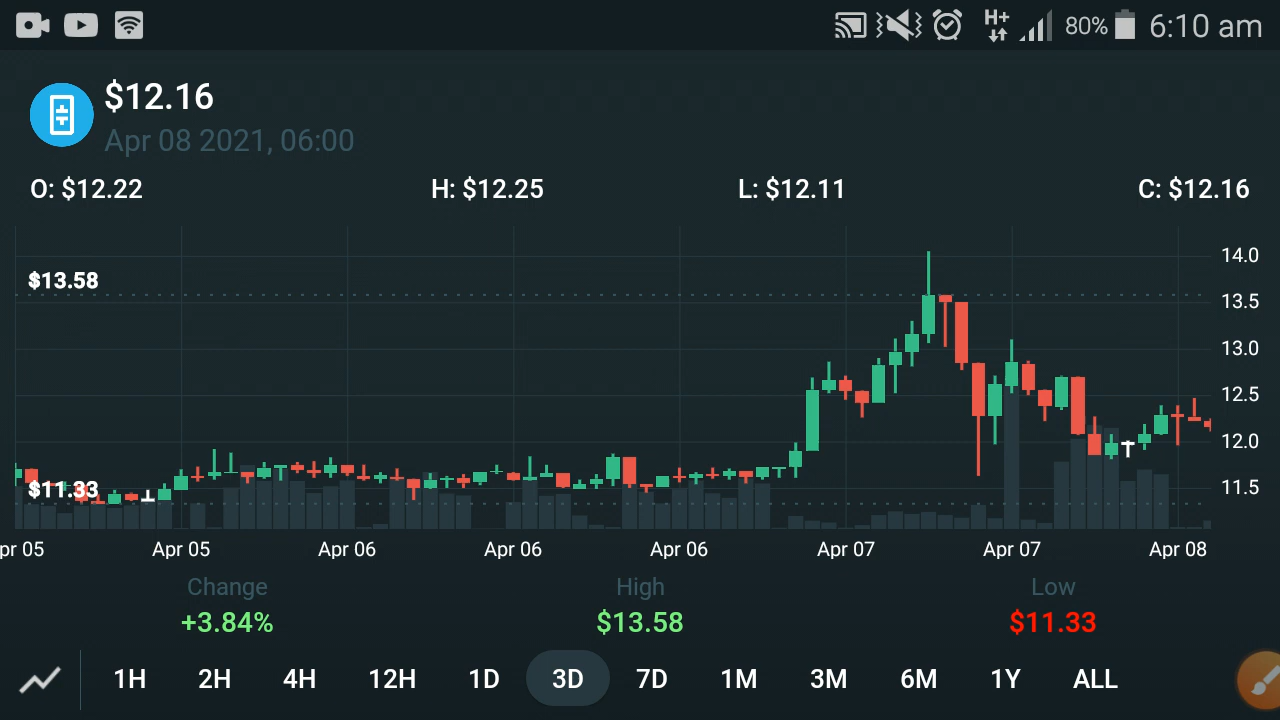 H+ 80% 6:10 am
$12.16
Apr 08 2021, 06:00
O: $12.22 H: $12.25 L: $12.11 C: $12.16
14.0
$13.58
13.5
13.0
12.5
12.0
$11.33
11.5
pr 05 Apr 05 Apr 06 Apr 06 Apr 06 Apr 07 Apr 07 Apr 08
Change High Low
+3.84% $13.58 $11.33
1H 2H 4H 12H 1D 3D 7D 1M 3M 6M 1Y ALL